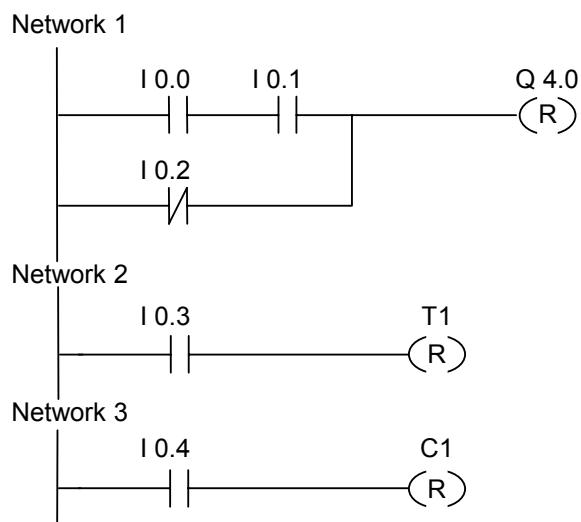 Network 1
I 0.0 I 0.1 Q 4.0
R
I 0.2
Network 2
I 0.3 T1
R
Network 3
I 0.4 C1
R